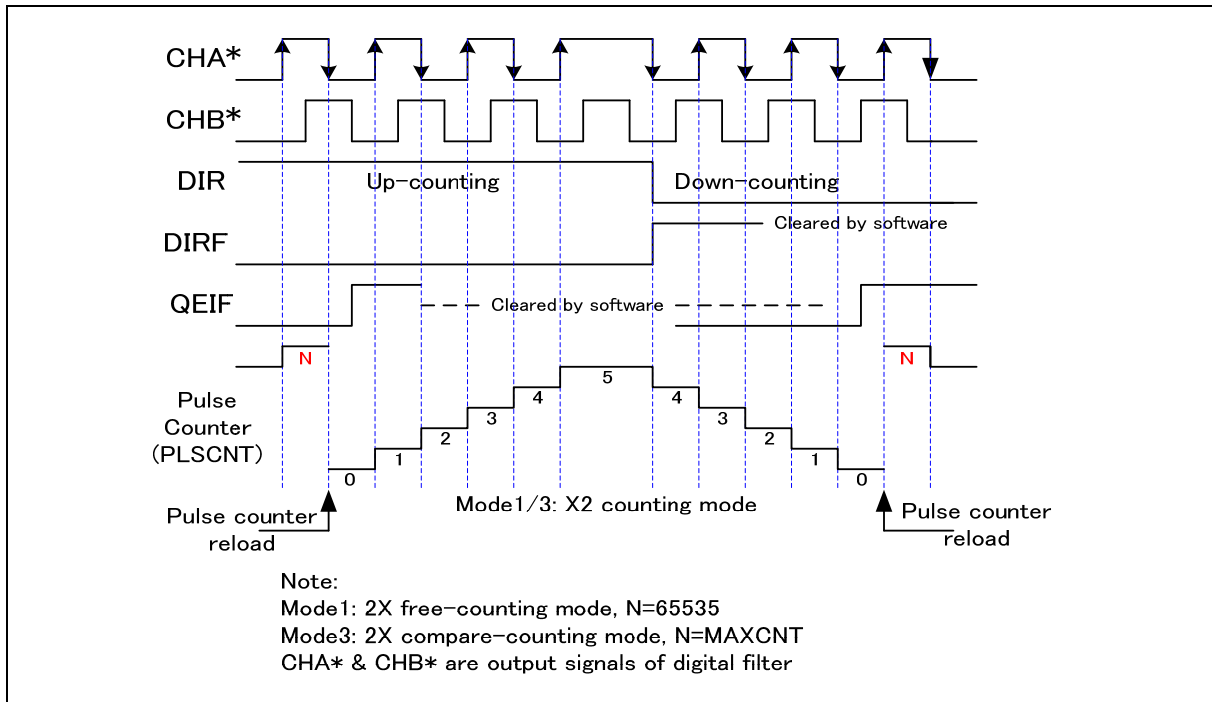 CHA*
CHB*
DIR
Up-counting
Down-counting
DIRF
Cleared by software
QEIF
Cleared by software
N
N
Pulse
Counter
(PLSCNT)
0
1
2
3
4
5
4
3
2
1
0
Mode1/3: X2 counting mode
Pulse counter
reload
Pulse counter
reload
Note:
Mode1: 2X free-counting mode, N=65535
Mode3: 2X compare-counting mode, N=MAXCNT
CHA* & CHB* are output signals of digital filter